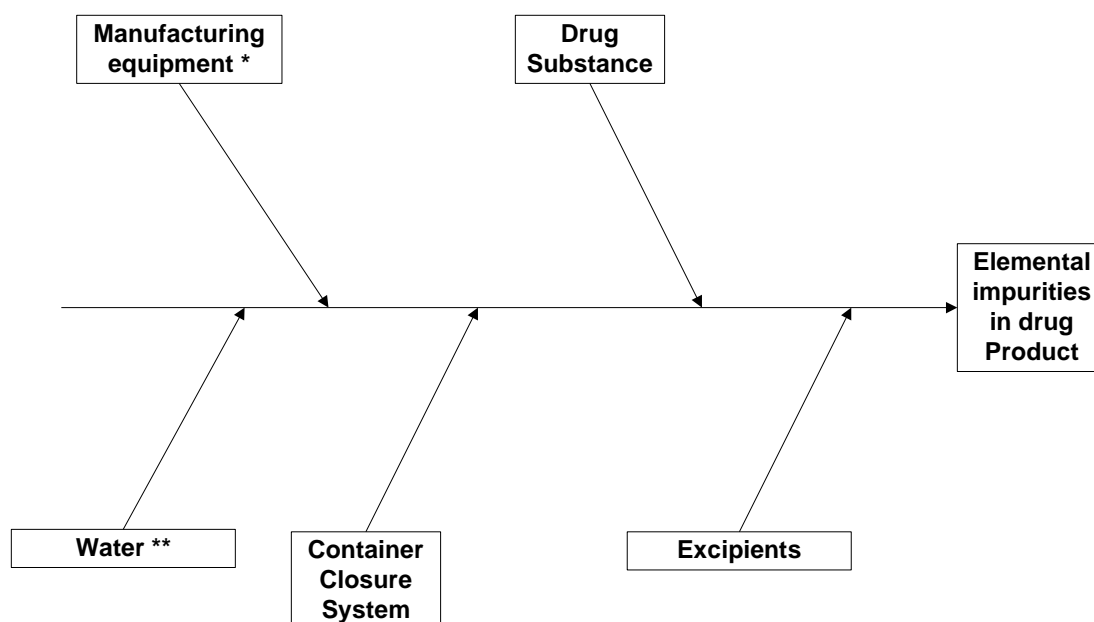 Manufacturing
equipment *
Drug
Substance
Elemental
impurities
in drug
Product
Water **
Container
Closure
System
Excipients